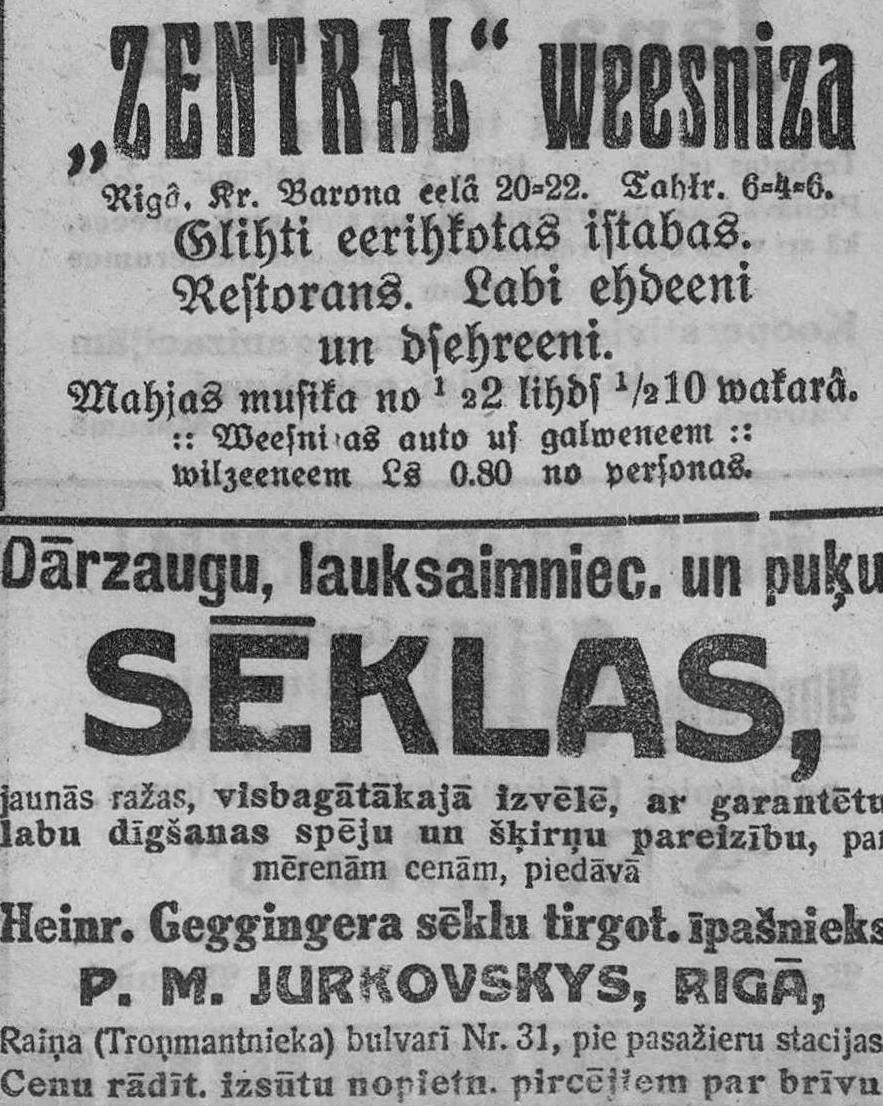 „ZENTRAL“ weesniza
Rigâ, Kr. Barona eelâ 20-22. Tahlr. 6-4-6.
Glihti eerihkotas iſtabas.
Reſtorans. Labi ehdeeni
un dſehreeni.
Mahjas muſika no ¹ ₂2 lihdſ ¹/₂10 wakarâ.
:: Weeſni as auto uſ galweneem ::
wilzeeneem Ls 0.80 no perſonas.
Dārzaugu, lauksaimniec. un puķu
SĒKLAS,
jaunās ražas, visbagātākajā izvēlē, ar garantētu
labu dīgšanas spēju un šķirņu pareizību, par
mērenām cenām, piedāvā
Heinr. Geggingera sēklu tirgot. īpašnieks
P. M. JURKOVSKYS, RIGĀ,
Raiņa (Troņmantnieka) bulvarī Nr. 31, pie pasažieru stacijas
Cenu rādīt. izsūtu nopietn. pircējiem par brīvu